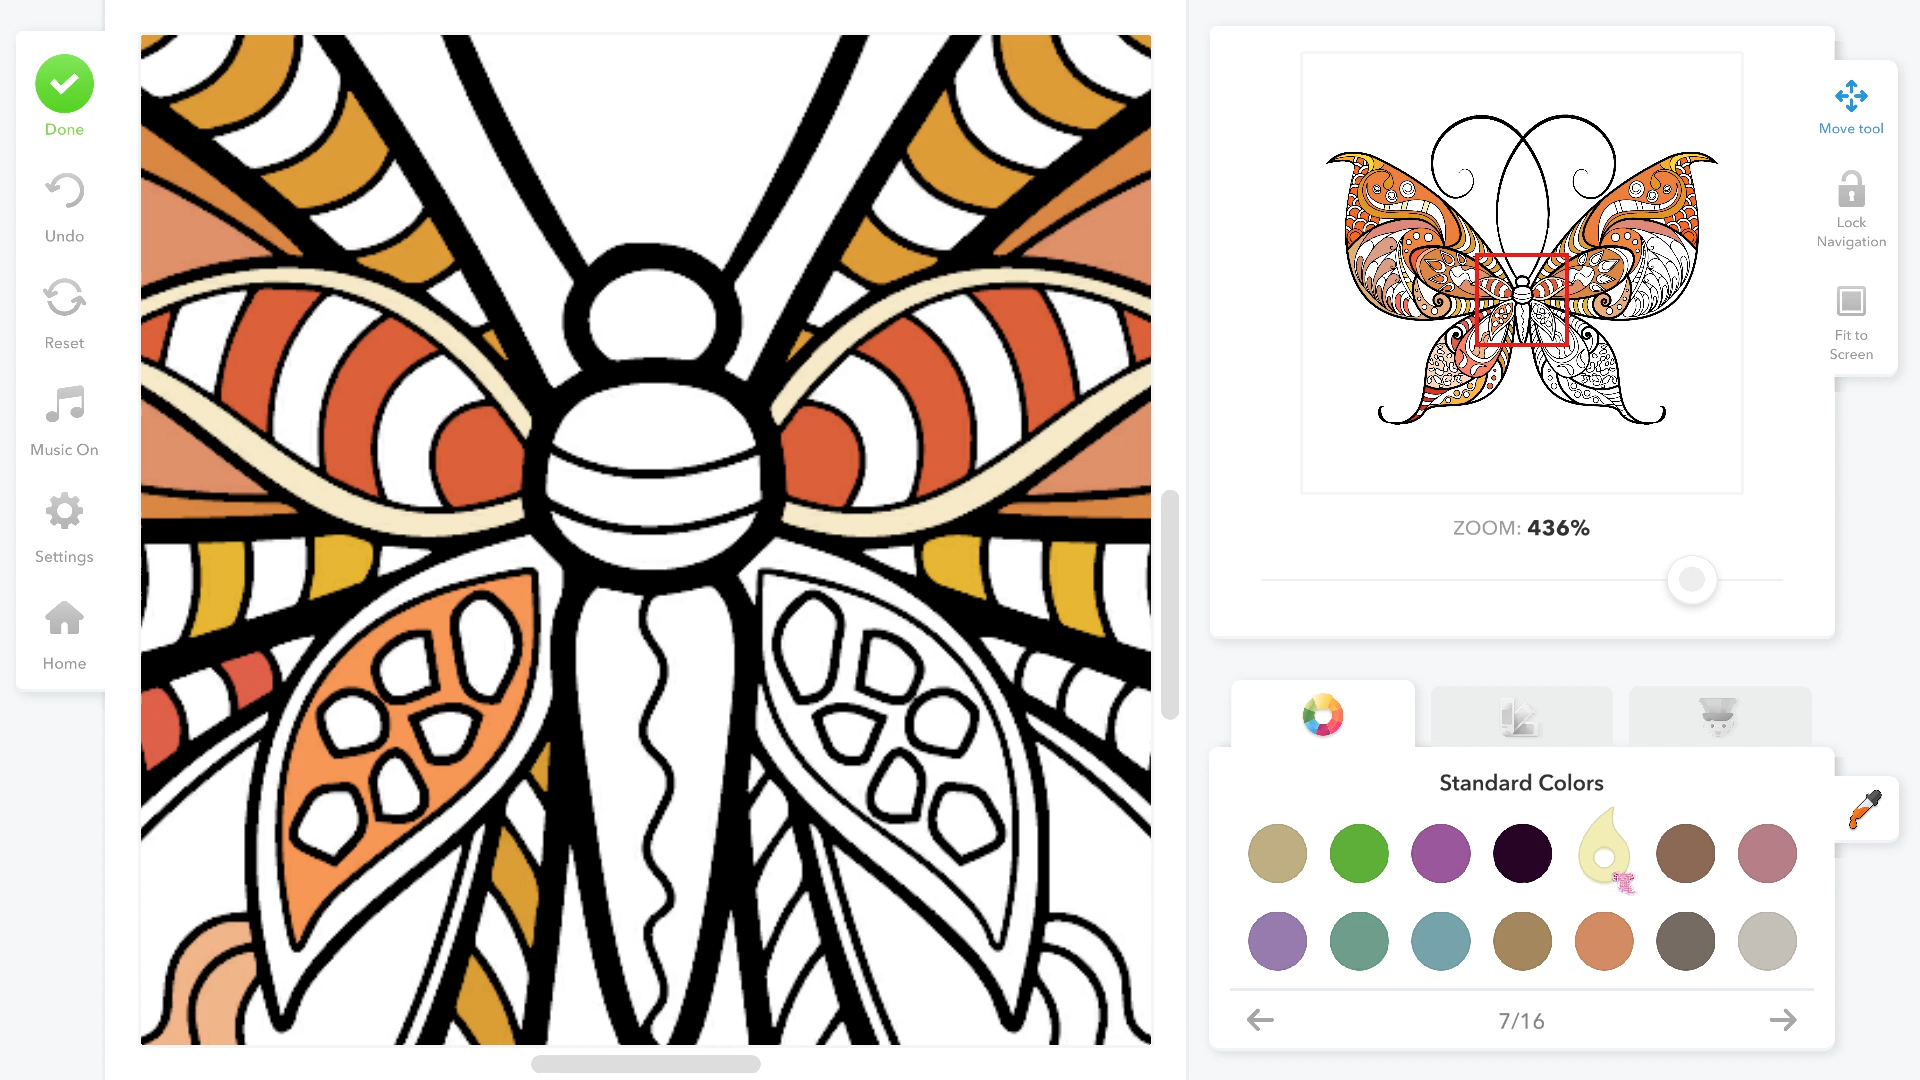 Done
Undo
Reset
Music On
Settings
Home
Move tool
Lock
Navigation
Fit to
Screen
ZOOM: 436%
Standard Colors
7/16